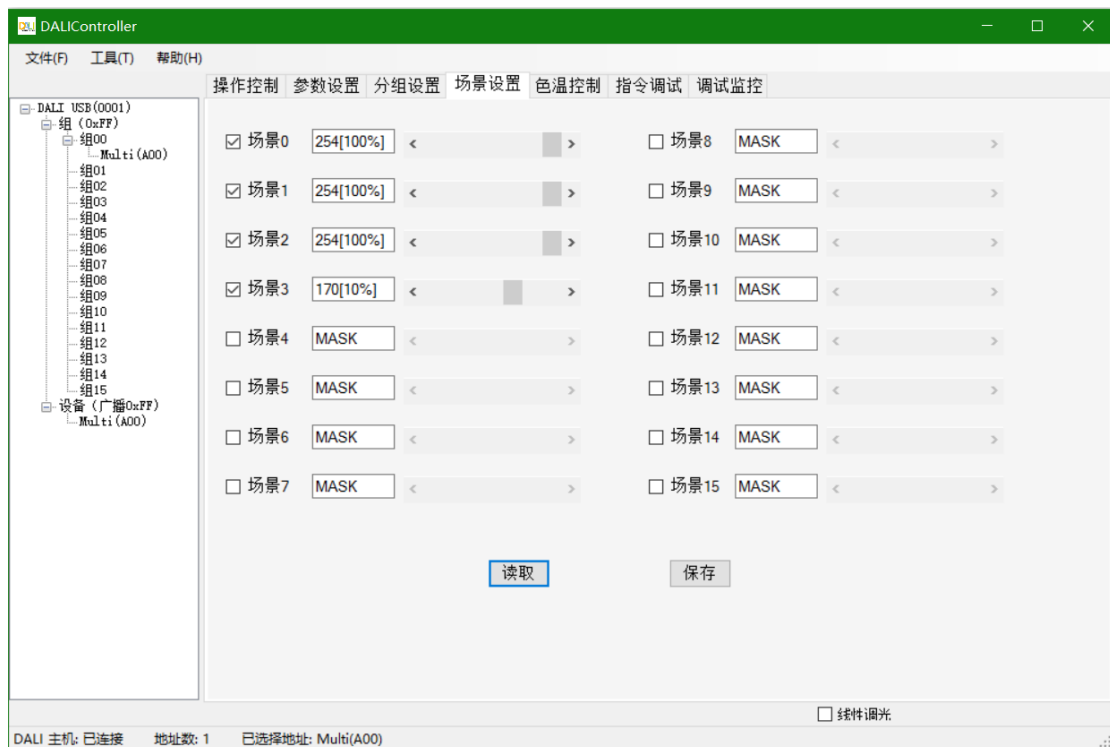 DALIController
文件(F) 工具(T) 帮助(H)
操作控制 参数设置 分组设置 场景设置 色温控制 指令调试 调试监控
DALI USB(0001)
组 (0xFF)
组00
Multi(A00)
组01
组02
组03
组04
组05
组06
组07
组08
组09
组10
组11
组12
组13
组14
组15
设备 (广播0xFF)
Multi(A00)
场景0 254[100%] 场景8 MASK
场景1 254[100%] 场景9 MASK
场景2 254[100%] 场景10 MASK
场景3 170[10%] 场景11 MASK
场景4 MASK 场景12 MASK
场景5 MASK 场景13 MASK
场景6 MASK 场景14 MASK
场景7 MASK 场景15 MASK
读取 保存
线性调光
DALI 主机: 已连接 地址数: 1 已选择地址: Multi(A00)